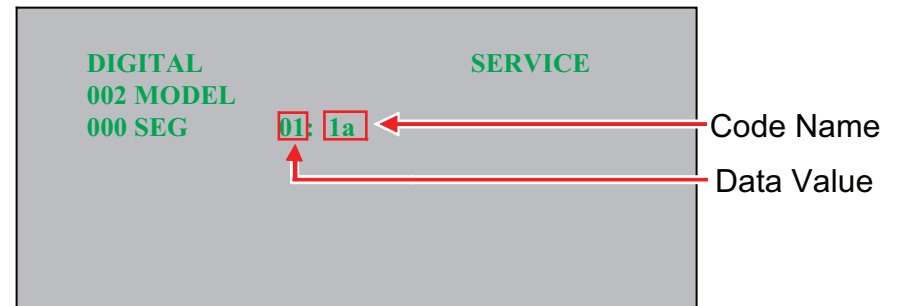 DIGITAL SERVICE
002 MODEL
000 SEG 01: 1a
Code Name
Data Value